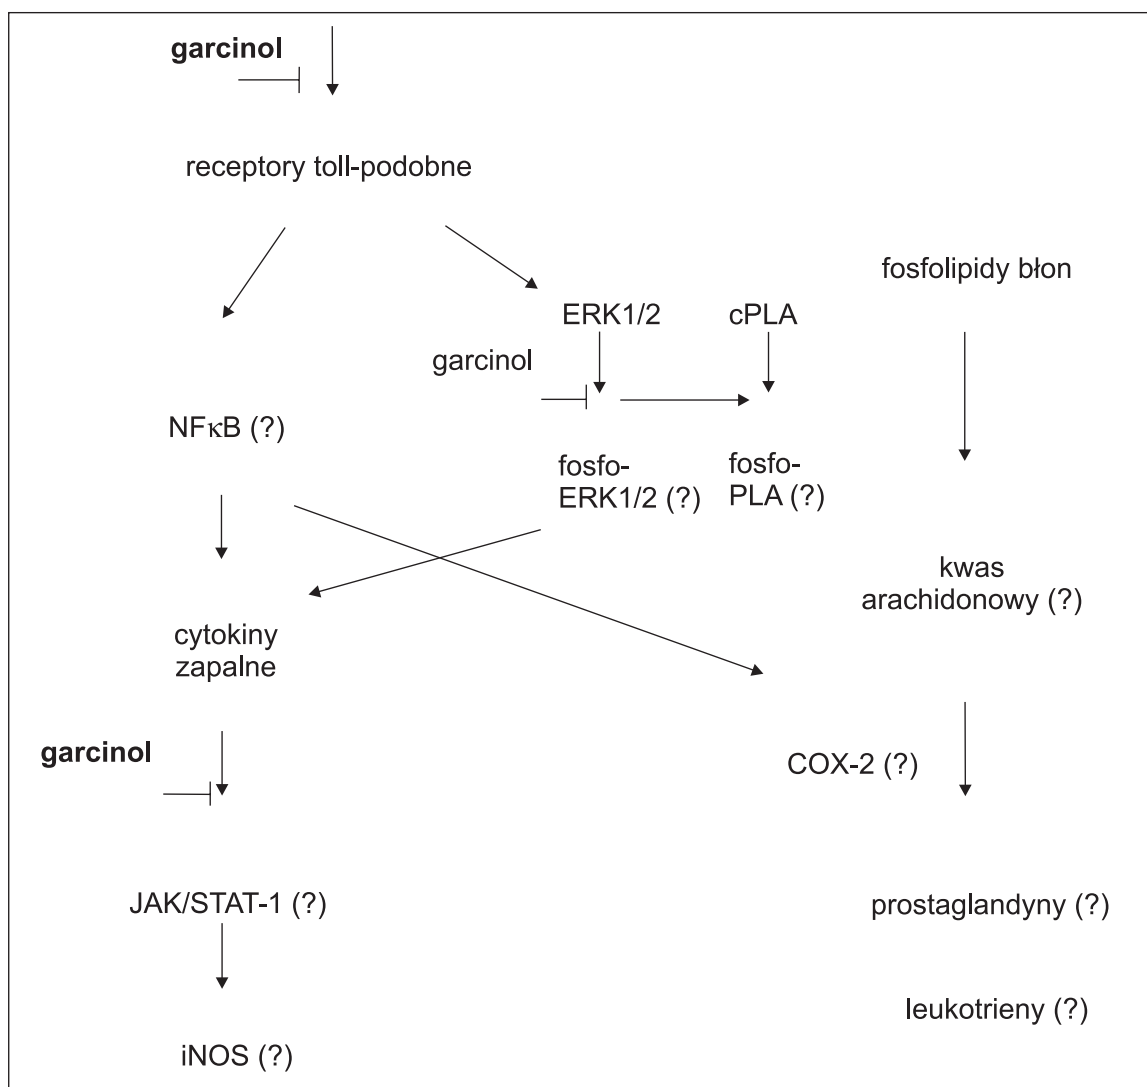 garcinol
receptory toll-podobne
fosfolipidy błon
ERK1/2
cPLA
garcinol
NFκB (?)
fosfo-
ERK1/2 (?)
fosfo-
PLA (?)
kwas
arachidonowy (?)
cytokiny
zapalne
garcinol
COX-2 (?)
JAK/STAT-1 (?)
prostaglandyny (?)
leukotrieny (?)
iNOS (?)